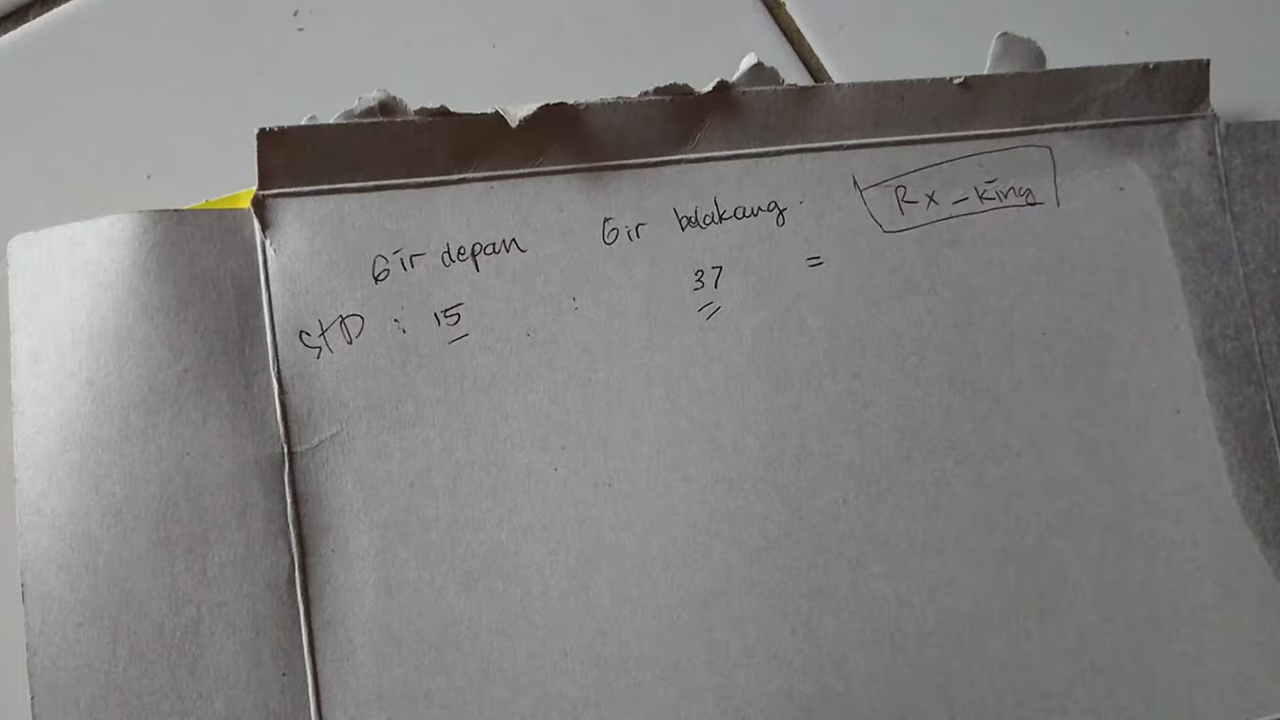 Gir depan Gir belakang. Rx-King
STD : 15 : 37 =